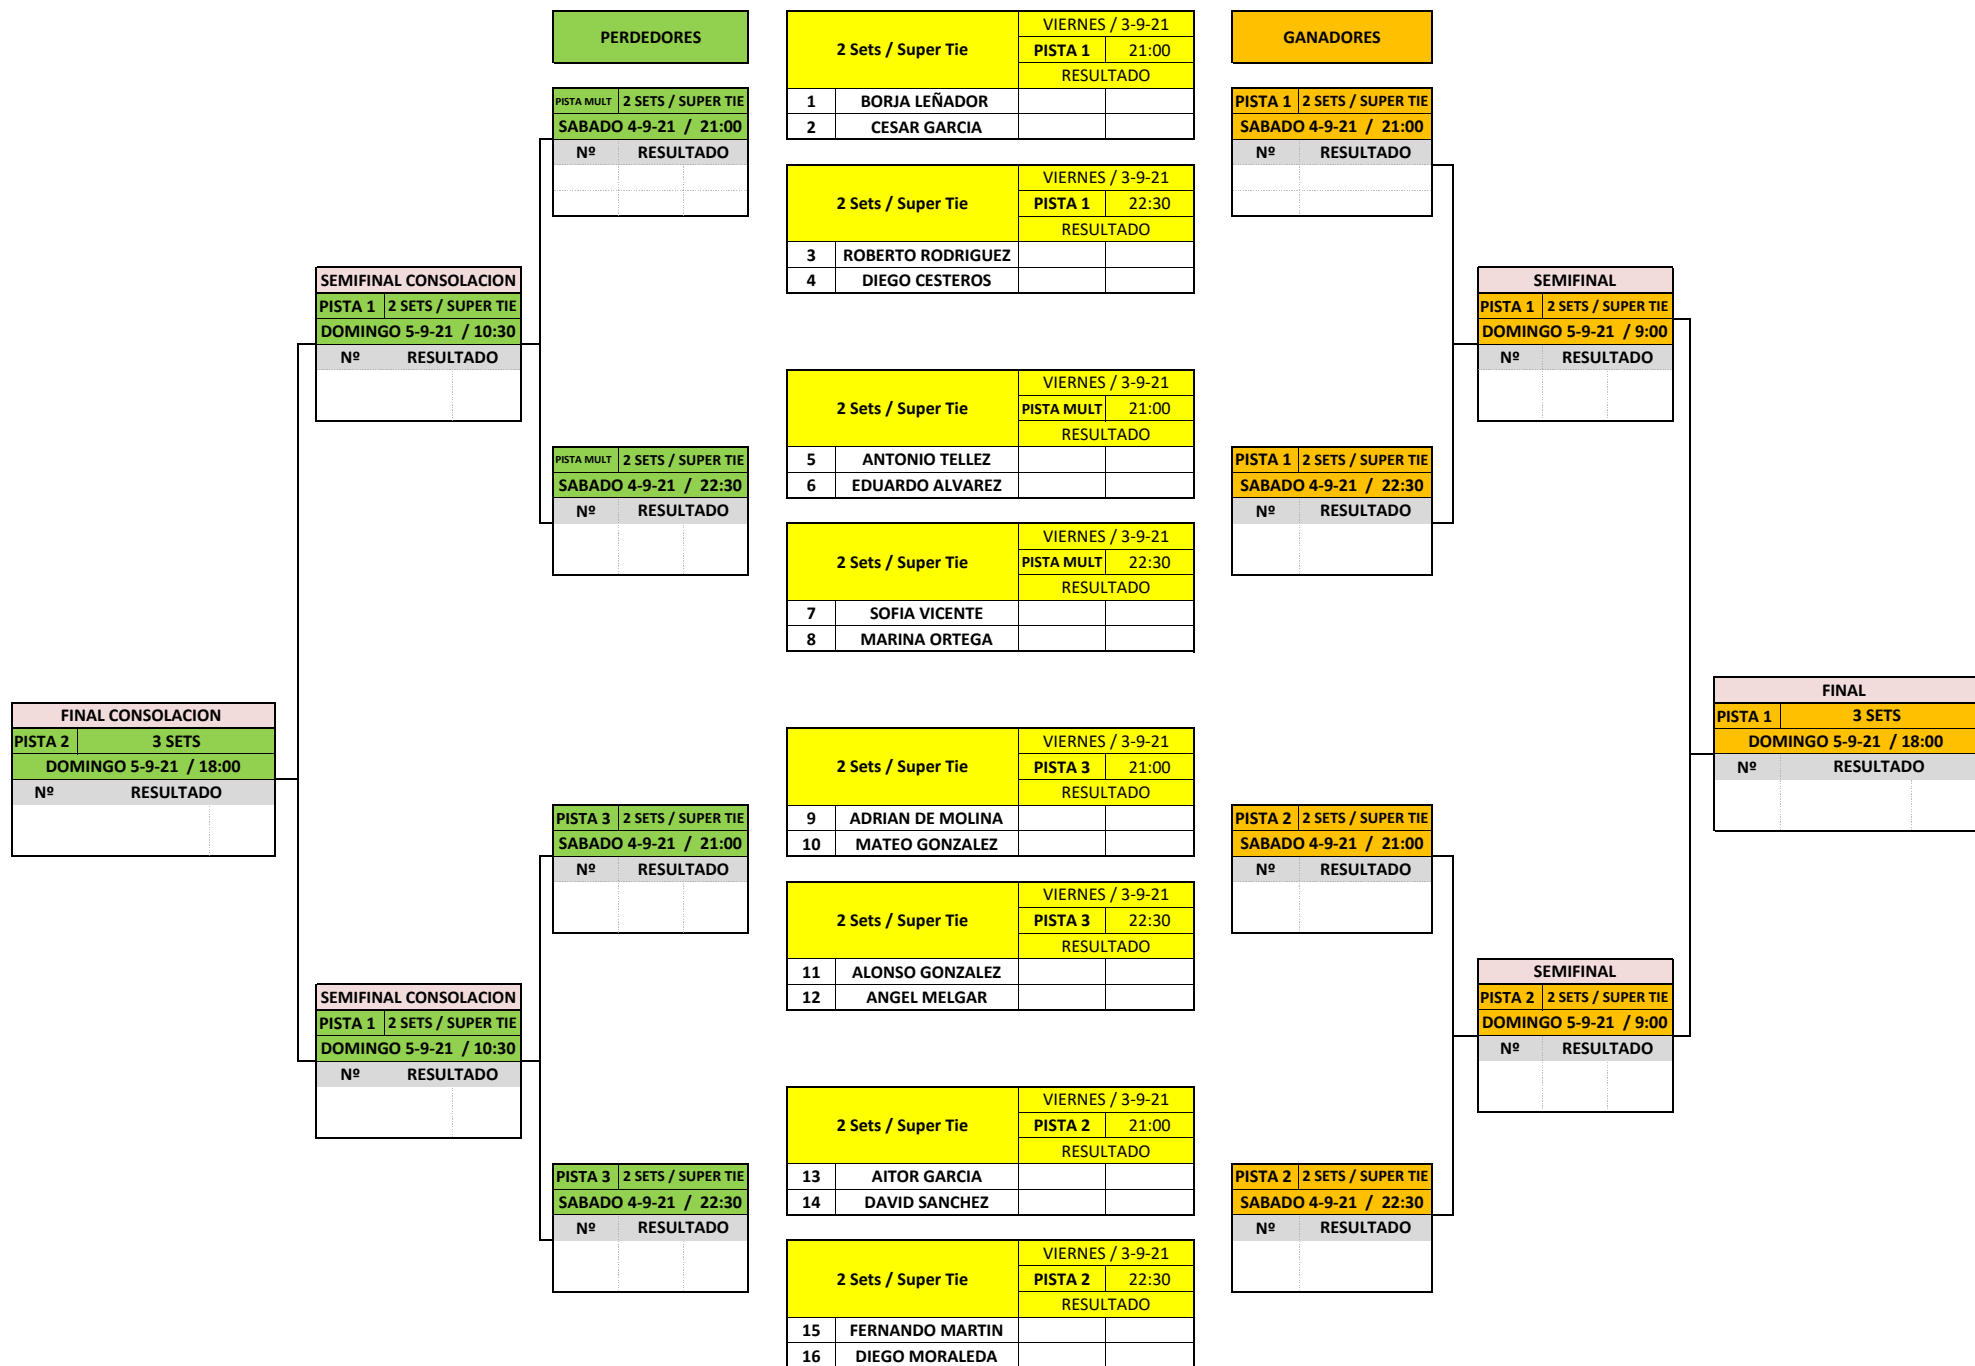 PERDEDORES
2 Sets / Super Tie
VIERNES / 3-9-21
PISTA 1 21:00
RESULTADO
1 BORJA LEÑADOR
2 CESAR GARCIA
GANADORES
PISTA MULT 2 SETS / SUPER TIE
SABADO 4-9-21 / 21:00
Nº RESULTADO
PISTA 1 2 SETS / SUPER TIE
SABADO 4-9-21 / 21:00
Nº RESULTADO
2 Sets / Super Tie
VIERNES / 3-9-21
PISTA 1 22:30
RESULTADO
3 ROBERTO RODRIGUEZ
4 DIEGO CESTEROS
SEMIFINAL CONSOLACION
PISTA 1 2 SETS / SUPER TIE
DOMINGO 5-9-21 / 10:30
Nº RESULTADO
SEMIFINAL
PISTA 1 2 SETS / SUPER TIE
DOMINGO 5-9-21 / 9:00
Nº RESULTADO
2 Sets / Super Tie
VIERNES / 3-9-21
PISTA MULT 21:00
RESULTADO
5 ANTONIO TELLEZ
6 EDUARDO ALVAREZ
PISTA MULT 2 SETS / SUPER TIE
SABADO 4-9-21 / 22:30
Nº RESULTADO
PISTA 1 2 SETS / SUPER TIE
SABADO 4-9-21 / 22:30
Nº RESULTADO
2 Sets / Super Tie
VIERNES / 3-9-21
PISTA MULT 22:30
RESULTADO
7 SOFIA VICENTE
8 MARINA ORTEGA
FINAL CONSOLACION
PISTA 2 3 SETS
DOMINGO 5-9-21 / 18:00
Nº RESULTADO
FINAL
PISTA 1 3 SETS
DOMINGO 5-9-21 / 18:00
Nº RESULTADO
2 Sets / Super Tie
VIERNES / 3-9-21
PISTA 3 21:00
RESULTADO
9 ADRIAN DE MOLINA
10 MATEO GONZALEZ
PISTA 3 2 SETS / SUPER TIE
SABADO 4-9-21 / 21:00
Nº RESULTADO
PISTA 2 2 SETS / SUPER TIE
SABADO 4-9-21 / 21:00
Nº RESULTADO
2 Sets / Super Tie
VIERNES / 3-9-21
PISTA 3 22:30
RESULTADO
11 ALONSO GONZALEZ
12 ANGEL MELGAR
SEMIFINAL CONSOLACION
PISTA 1 2 SETS / SUPER TIE
DOMINGO 5-9-21 / 10:30
Nº RESULTADO
SEMIFINAL
PISTA 2 2 SETS / SUPER TIE
DOMINGO 5-9-21 / 9:00
Nº RESULTADO
2 Sets / Super Tie
VIERNES / 3-9-21
PISTA 2 21:00
RESULTADO
13 AITOR GARCIA
14 DAVID SANCHEZ
PISTA 3 2 SETS / SUPER TIE
SABADO 4-9-21 / 22:30
Nº RESULTADO
PISTA 2 2 SETS / SUPER TIE
SABADO 4-9-21 / 22:30
Nº RESULTADO
2 Sets / Super Tie
VIERNES / 3-9-21
PISTA 2 22:30
RESULTADO
15 FERNANDO MARTIN
16 DIEGO MORALEDA